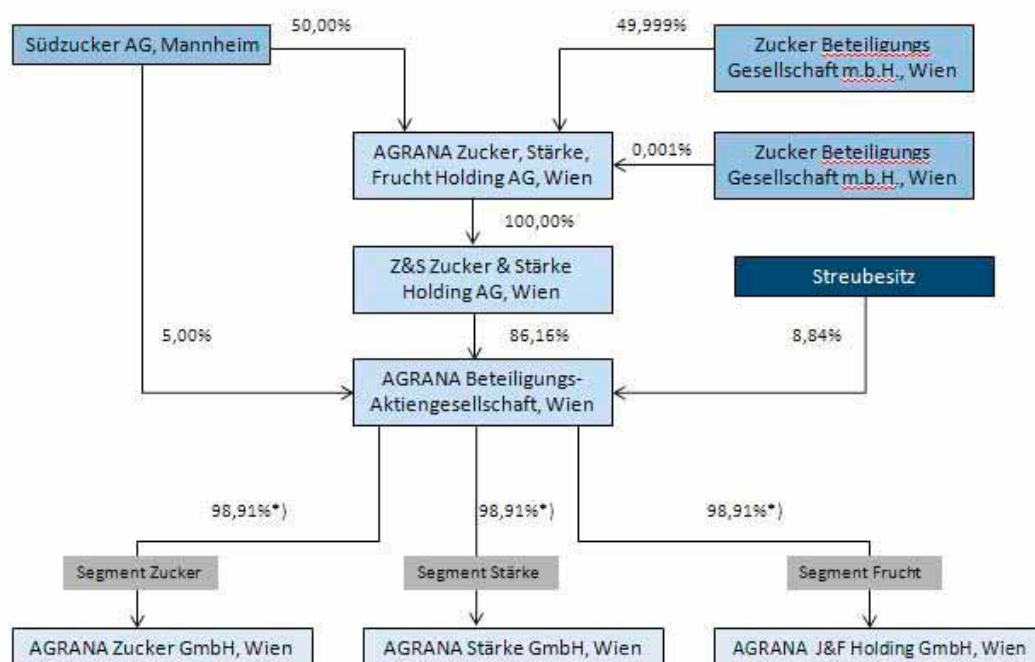 50,00%
49,999%
Südzucker AG, Mannheim
Zucker Beteiligungs
Gesellschaft m.b.H., Wien
AGRANA Zucker, Stärke,
Frucht Holding AG, Wien
0,001%
Zucker Beteiligungs
Gesellschaft m.b.H., Wien
100,00%
Z&S Zucker & Stärke
Holding AG, Wien
Streubesitz
5,00%
86,16%
8,84%
AGRANA Beteiligungs-
Aktiengesellschaft, Wien
98,91%*)
98,91%*)
98,91%*)
Segment Zucker
Segment Stärke
Segment Frucht
AGRANA Zucker GmbH, Wien
AGRANA Stärke GmbH, Wien
AGRANA J&F Holding GmbH, Wien